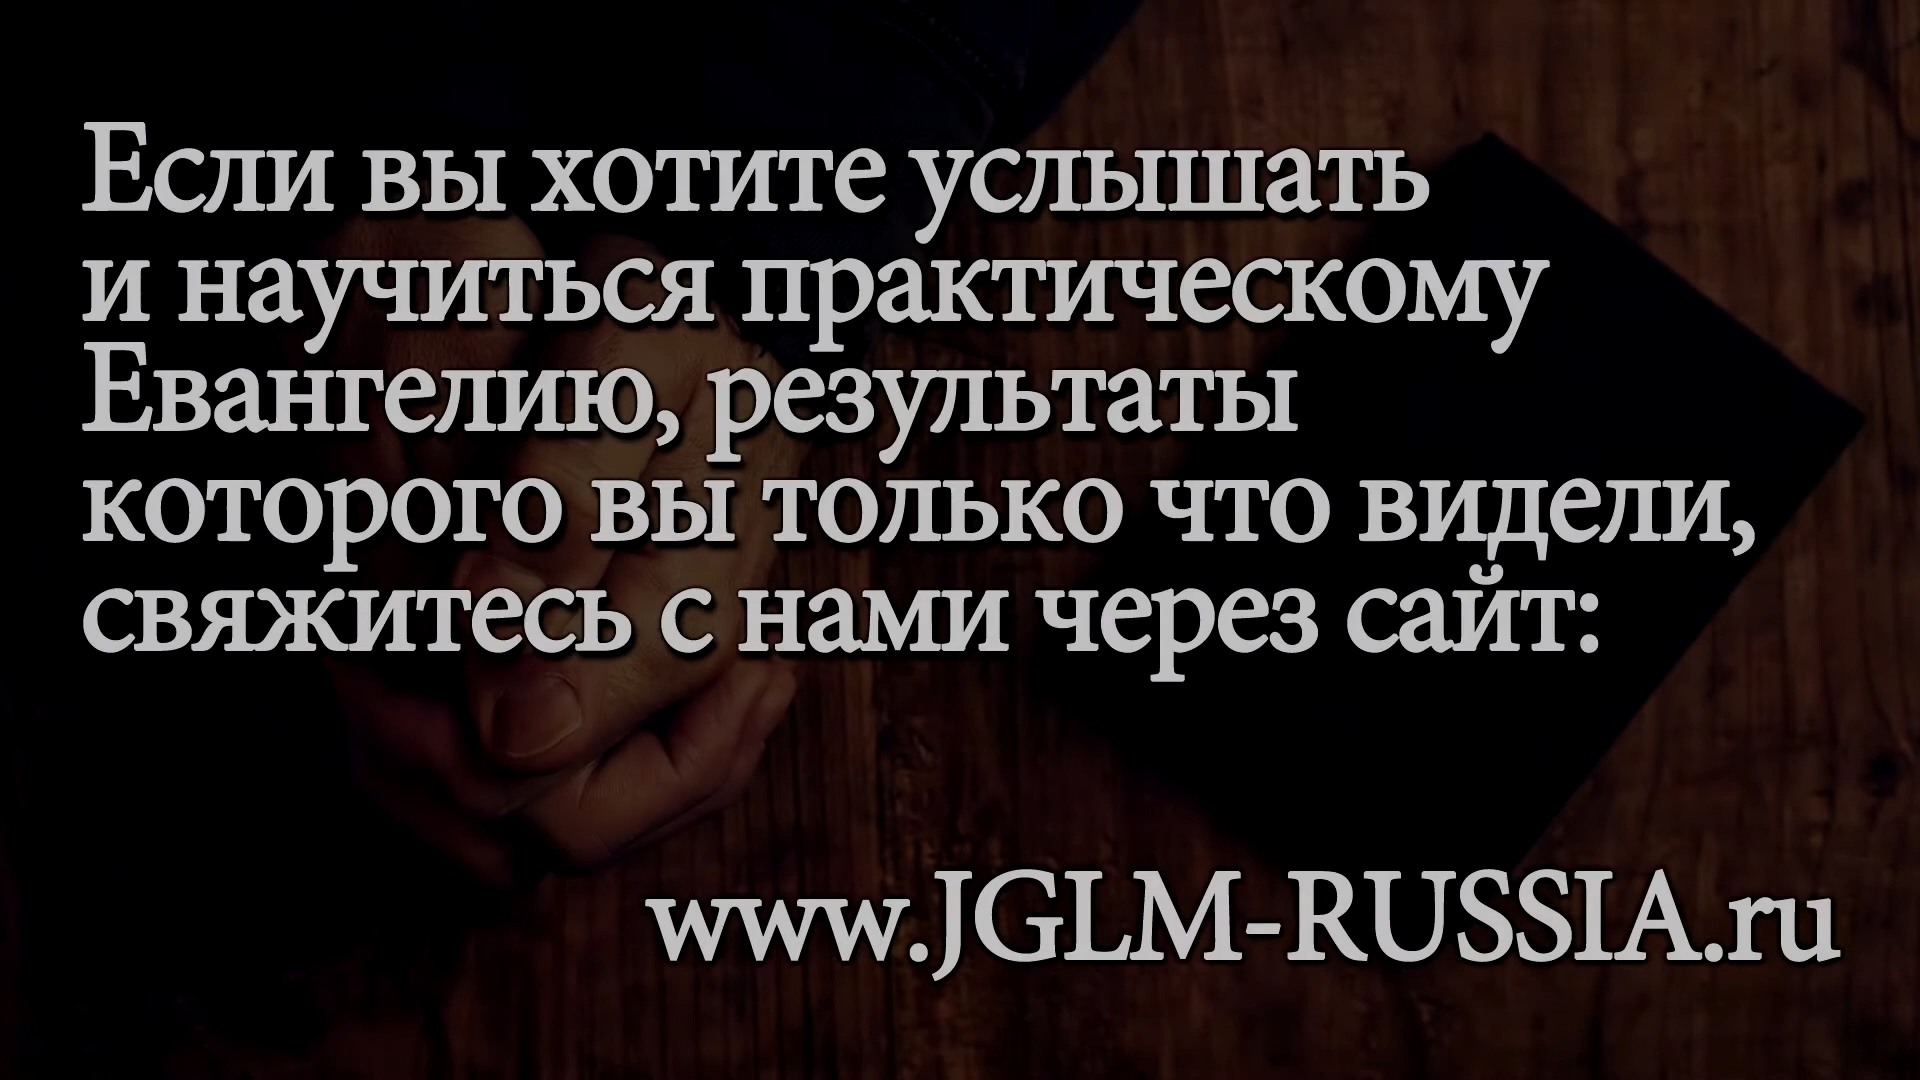 Если вы хотите услышать
и научиться практическому
Евангелию, результаты
которого вы только что видели,
свяжитесь с нами через сайт:
www.JGLM-RUSSIA.ru